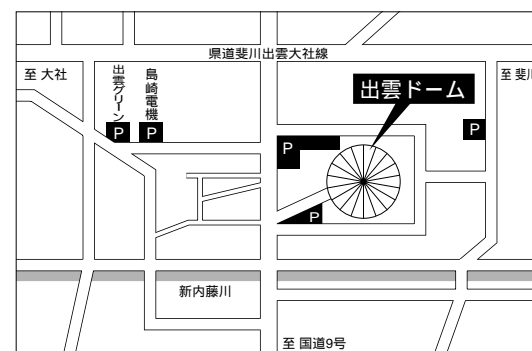 県道斐川出雲大社線
至 大社
出雲グリーン
島崎電機
出雲ドーム
至 斐川
P
P
P
P
P
新内藤川
至 国道9号